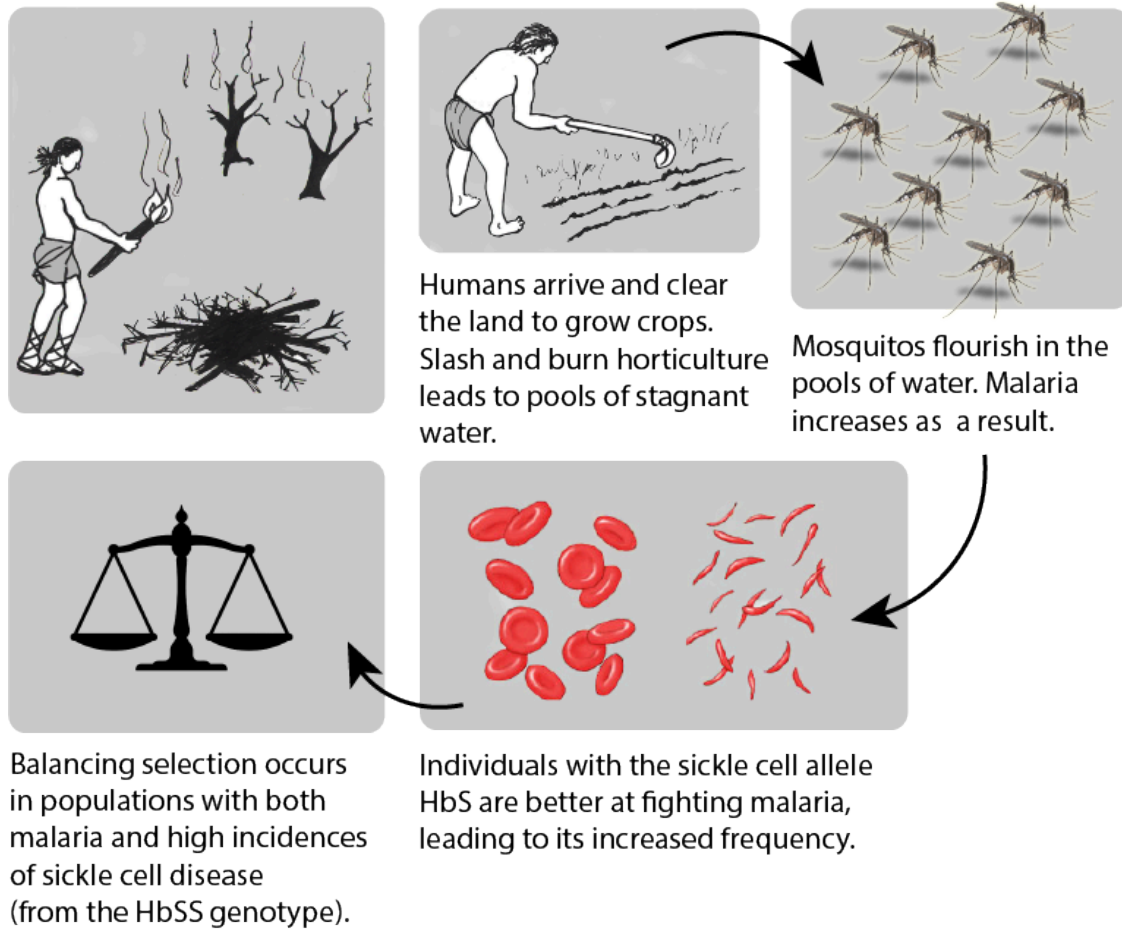 Humans arrive and clear
the land to grow crops.
Slash and burn horticulture
leads to pools of stagnant
water.
Mosquitos flourish in the
pools of water. Malaria
increases as  a result.
Individuals with the sickle cell allele
HbS are better at fighting malaria,
leading to its increased frequency.
Balancing selection occurs
in populations with both
malaria and high incidences
of sickle cell disease
(from the HbSS genotype).